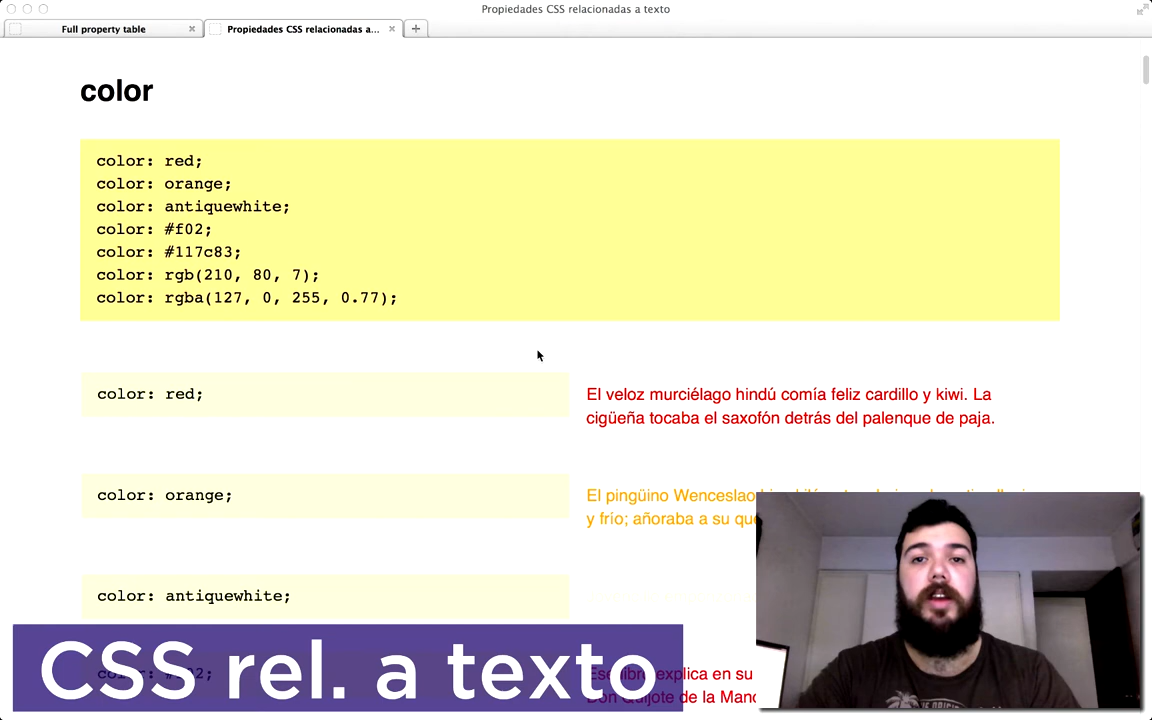 Propiedades CSS relacionadas a texto
Full property table
Propiedades CSS relacionadas a...
color
color: red;
color: orange;
color: antiquewhite;
color: #f02;
color: #117c83;
color: rgb(210, 80, 7);
color: rgba(127, 0, 255, 0.77);
color: red;
El veloz murciélago hindú comía feliz cardillo y kiwi. La
cigüeña tocaba el saxofón detrás del palenque de paja.
color: orange;
El pingüino Wenceslao
y frío; añoraba a su
color: antiquewhite;
CSS rel. a texto
explica en su
Don Quijote de la